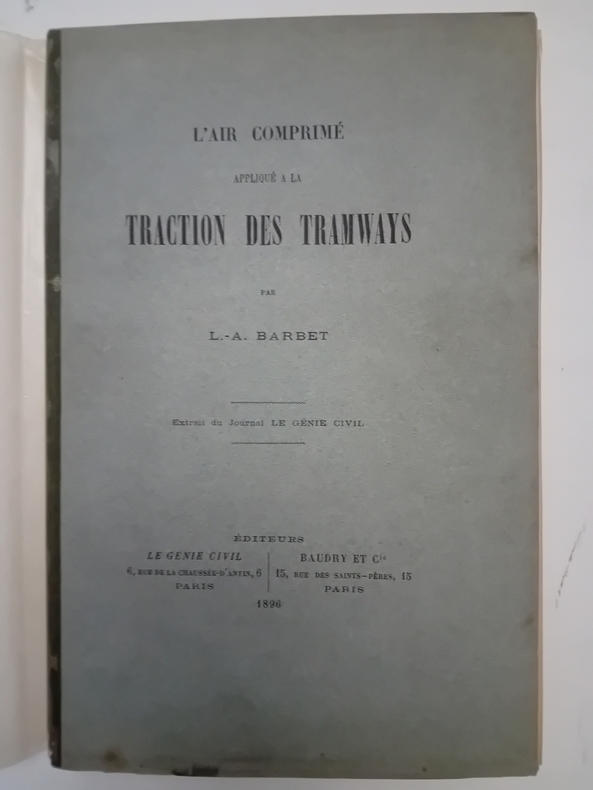 L'AIR COMPRIMÉ
APPLIQUÉ A LA
TRACTION DES TRAMWAYS
PAR
L.-A. BARBET
Extrait du Journal LE GÉNIE CIVIL
ÉDITEURS
LE GÉNIE CIVIL
6, RUE DE LA CHAUSSÉE-D'ANTIN, 6
PARIS
BAUDRY ET Cie
15, RUE DES SAINTS-PÈRES, 15
PARIS
1896